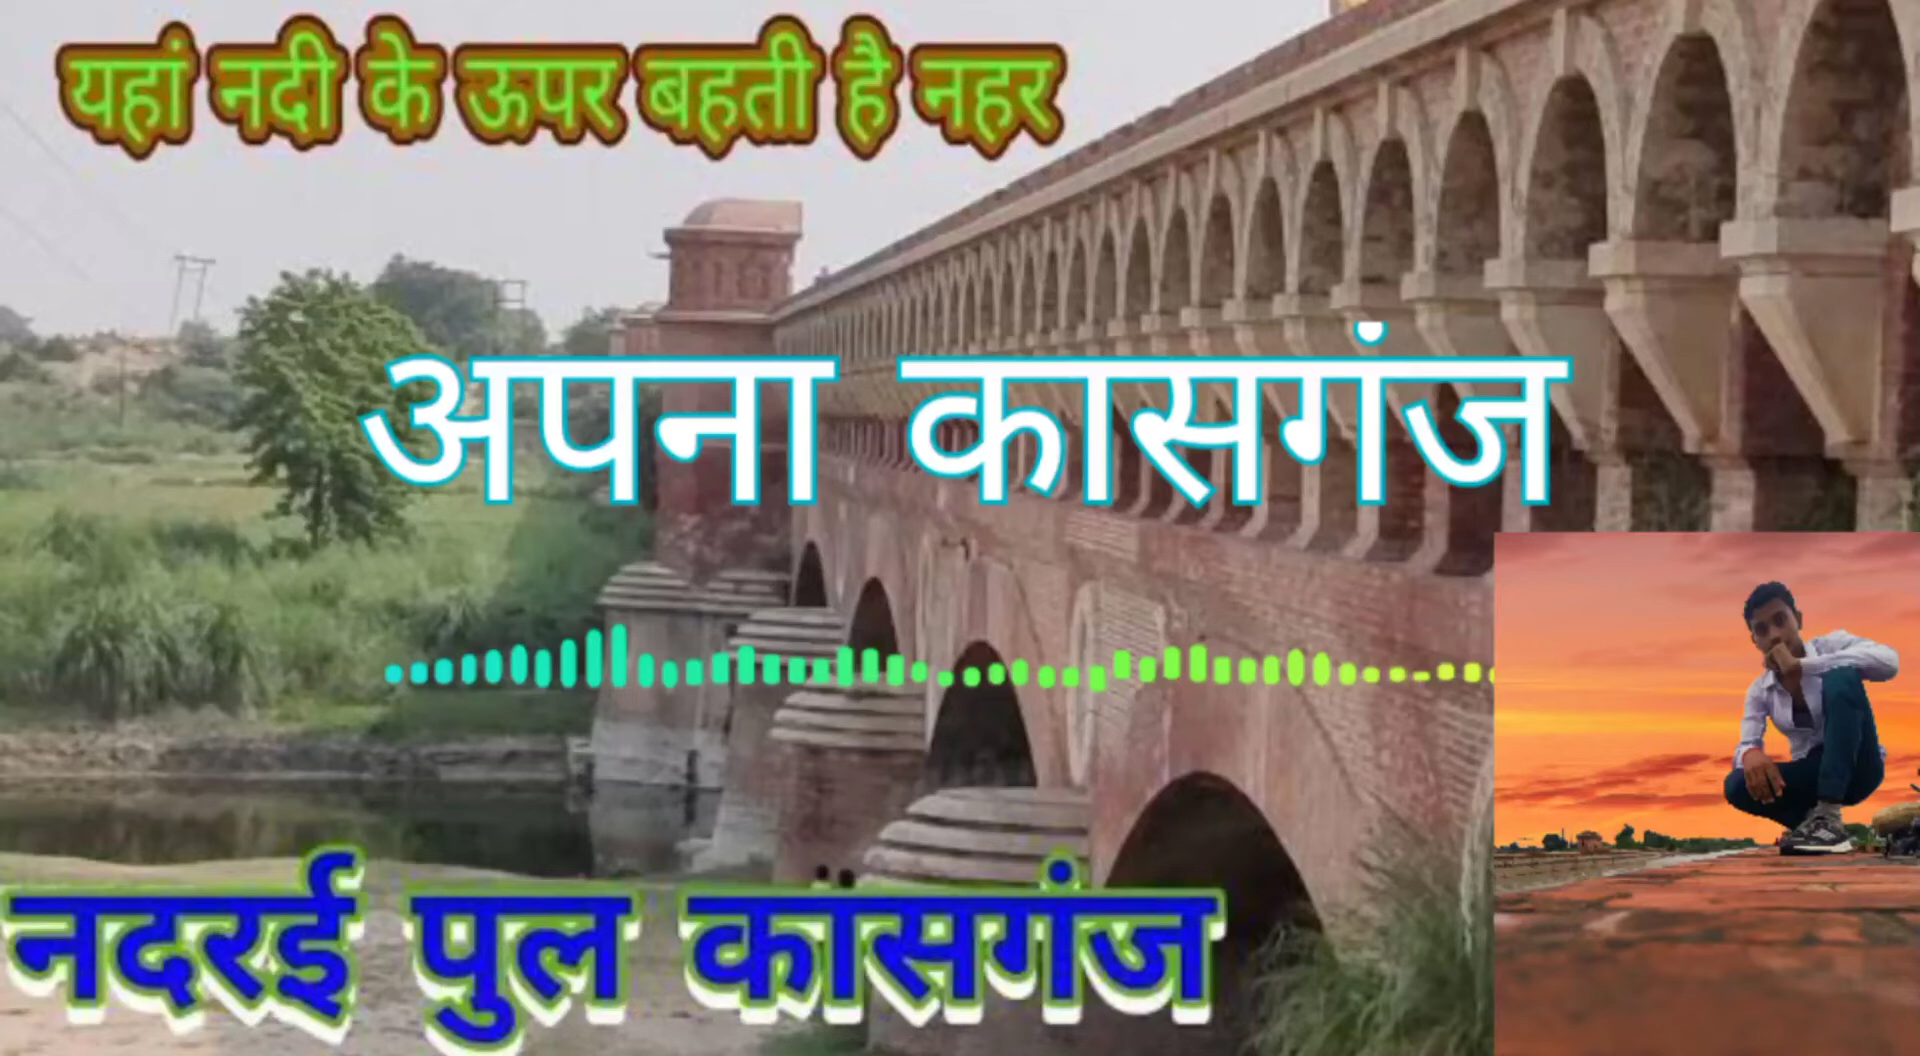 यहां नदी के ऊपर बहती है नहर
अपना कासगंज
नदरई पुल कासगंज